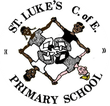 ST. LUKE'S C. of E.
PRIMARY SCHOOL